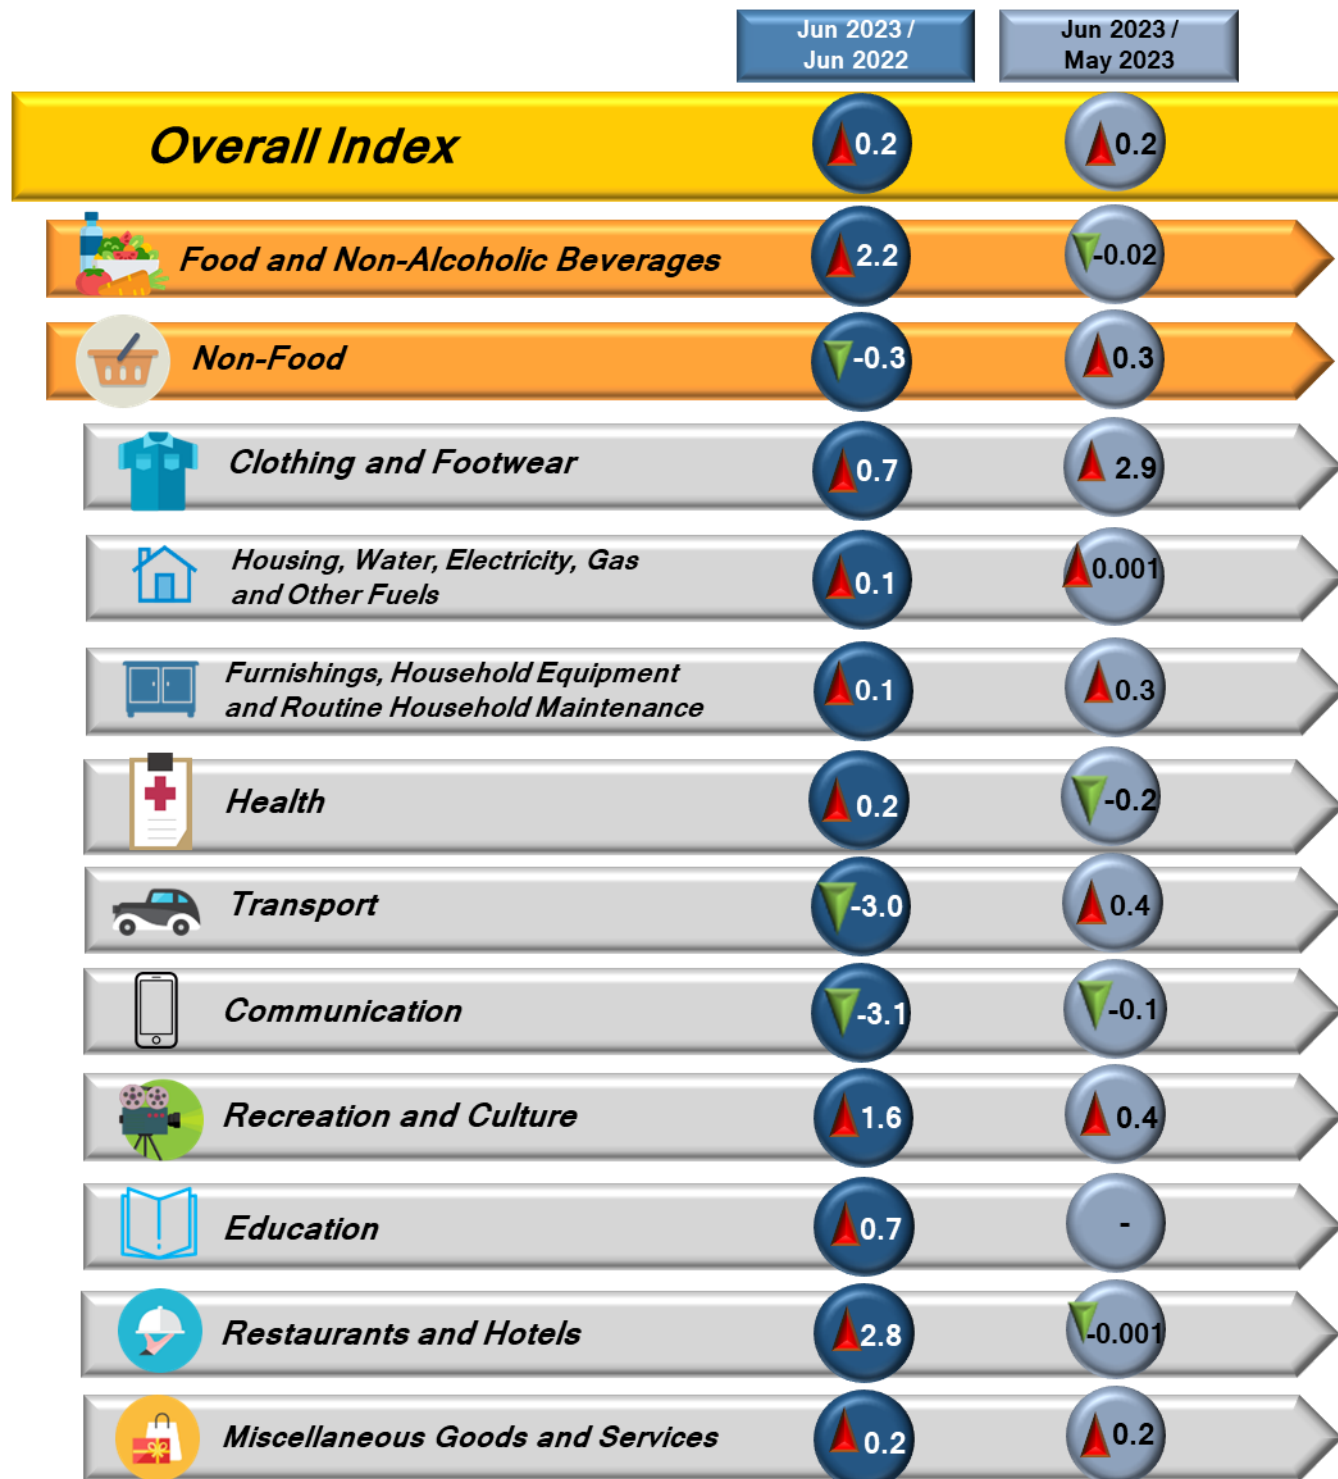 Jun 2023 /
Jun 2022
Jun 2023 /
May 2023
Overall Index
0.2
0.2
Food and Non-Alcoholic Beverages
2.2
-0.02
Non-Food
-0.3
0.3
Clothing and Footwear
0.7
2.9
Housing, Water, Electricity, Gas
and Other Fuels
0.1
0.001
Furnishings, Household Equipment
and Routine Household Maintenance
0.1
0.3
Health
0.2
-0.2
Transport
-3.0
0.4
Communication
-3.1
-0.1
Recreation and Culture
1.6
0.4
Education
0.7
-
Restaurants and Hotels
2.8
-0.001
Miscellaneous Goods and Services
0.2
0.2